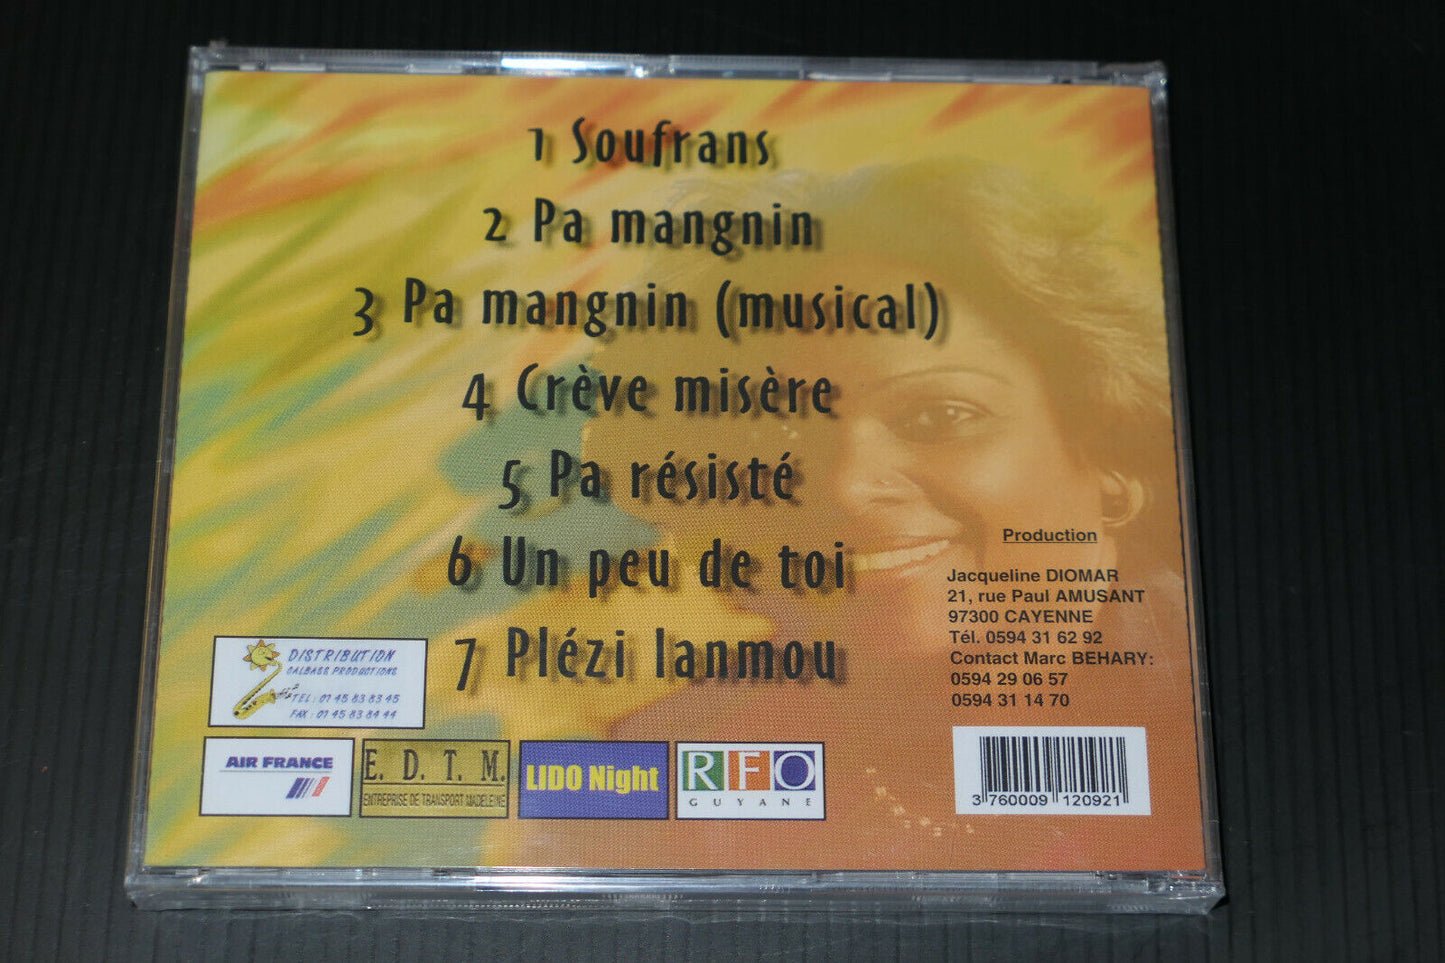 1 Soufrans
2 Pa mangnin
3 Pa mangnin (musical)
4 Crève misère
5 Pa résisté
6 Un peu de toi
7 Plézi lanmou
Production
Jacqueline DIOMAR
21, rue Paul AMUSANT
97300 CAYENNE
Tél. 0594 31 62 92
Contact Marc BEHARY:
0594 29 06 57
0594 31 14 70
DISTRIBUTION
CALBASS PRODUCTIONS
TEL : 01 45 83 83 45
FAX : 01 45 83 84 44
AIR FRANCE
E. D. T. M.
ENTREPRISE DE TRANSPORT MADELEINE
LIDO Night
RFO
GUYANE
3 760009 120921